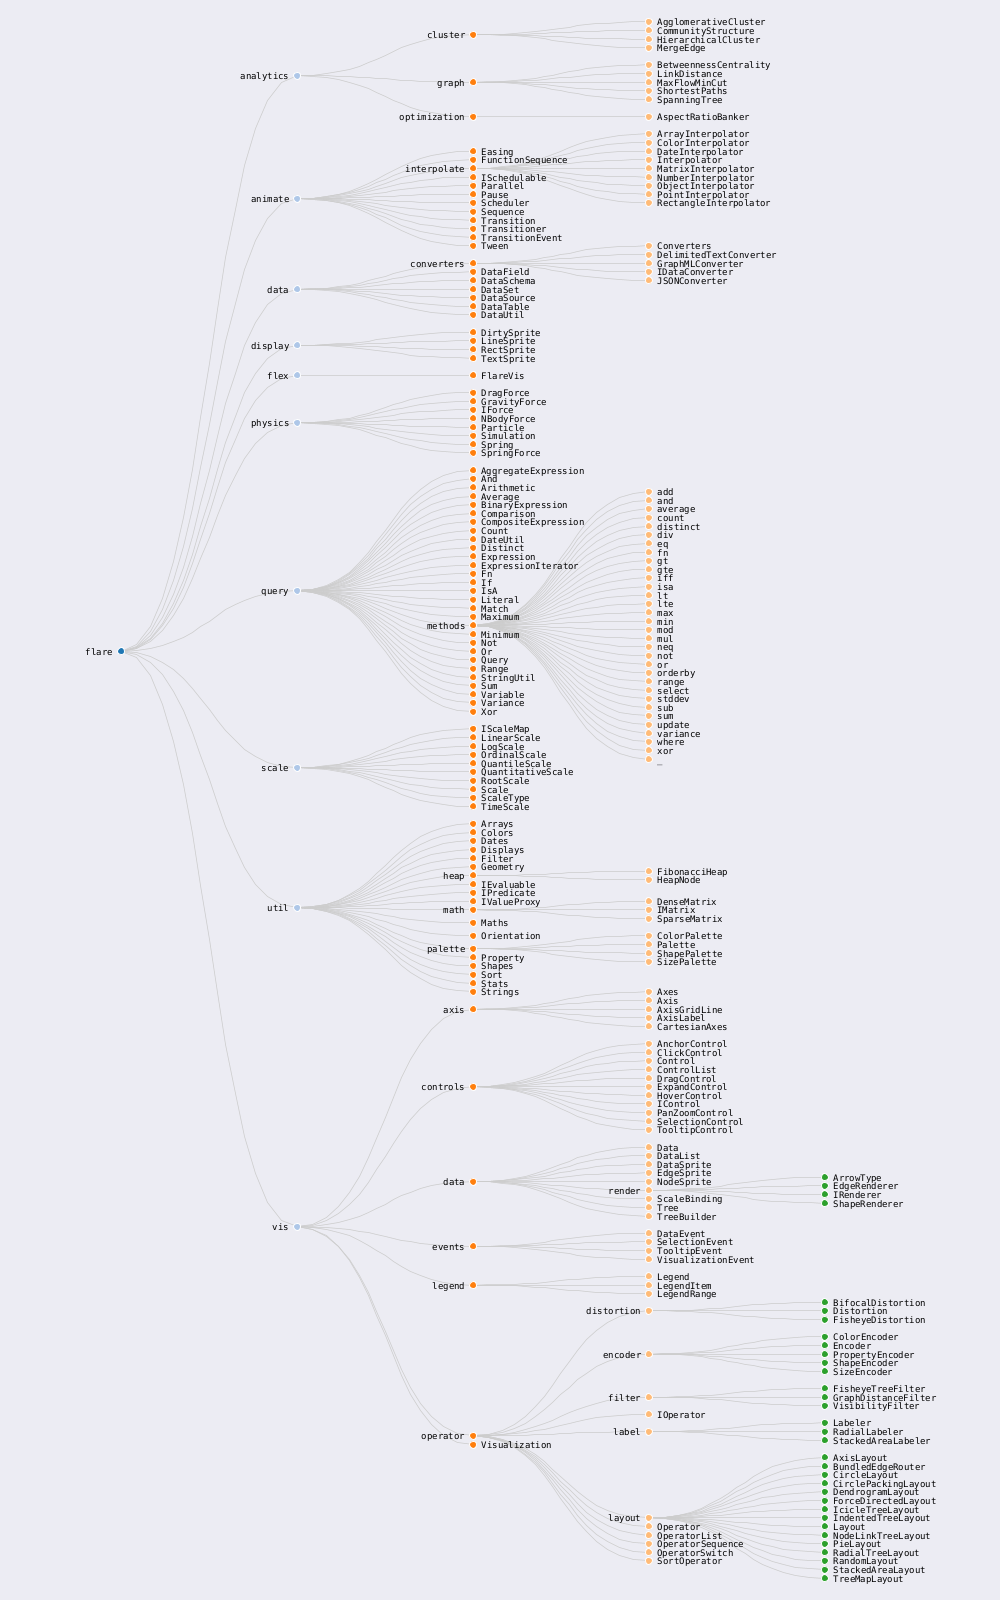 flare
analytics
cluster
AgglomerativeCluster
CommunityStructure
HierarchicalCluster
MergeEdge
graph
BetweennessCentrality
LinkDistance
MaxFlowMinCut
ShortestPaths
SpanningTree
optimization
AspectRatioBanker
animate
Easing
FunctionSequence
interpolate
ArrayInterpolator
ColorInterpolator
DateInterpolator
Interpolator
MatrixInterpolator
NumberInterpolator
ObjectInterpolator
PointInterpolator
RectangleInterpolator
ISchedulable
Parallel
Pause
Scheduler
Sequence
Transition
Transitioner
TransitionEvent
Tween
data
converters
Converters
DelimitedTextConverter
GraphMLConverter
IDataConverter
JSONConverter
DataField
DataSchema
DataSet
DataSource
DataTable
DataUtil
display
DirtySprite
LineSprite
RectSprite
TextSprite
flex
FlareVis
physics
DragForce
GravityForce
IForce
NBodyForce
Particle
Simulation
Spring
SpringForce
query
AggregateExpression
And
Arithmetic
Average
BinaryExpression
Comparison
CompositeExpression
Count
DateUtil
Distinct
Expression
ExpressionIterator
Fn
If
IsA
Literal
Match
Maximum
methods
add
and
average
count
distinct
div
eq
fn
gt
gte
iff
isa
lt
lte
max
min
mod
mul
neq
not
or
orderby
range
select
stddev
sub
sum
update
variance
where
xor
_
Minimum
Not
Or
Query
Range
StringUtil
Sum
Variable
Variance
Xor
scale
IScaleMap
LinearScale
LogScale
OrdinalScale
QuantileScale
QuantitativeScale
RootScale
Scale
ScaleType
TimeScale
util
Arrays
Colors
Dates
Displays
Filter
Geometry
heap
FibonacciHeap
HeapNode
IEvaluable
IPredicate
IValueProxy
math
DenseMatrix
IMatrix
SparseMatrix
Maths
Orientation
palette
ColorPalette
Palette
ShapePalette
SizePalette
Property
Shapes
Sort
Stats
Strings
vis
axis
Axes
Axis
AxisGridLine
AxisLabel
CartesianAxes
controls
AnchorControl
ClickControl
Control
ControlList
DragControl
ExpandControl
HoverControl
IControl
PanZoomControl
SelectionControl
TooltipControl
data
Data
DataList
DataSprite
EdgeSprite
NodeSprite
render
ArrowType
EdgeRenderer
IRenderer
ShapeRenderer
ScaleBinding
Tree
TreeBuilder
events
DataEvent
SelectionEvent
TooltipEvent
VisualizationEvent
legend
Legend
LegendItem
LegendRange
operator
distortion
BifocalDistortion
Distortion
FisheyeDistortion
encoder
ColorEncoder
Encoder
PropertyEncoder
ShapeEncoder
SizeEncoder
filter
FisheyeTreeFilter
GraphDistanceFilter
VisibilityFilter
IOperator
label
Labeler
RadialLabeler
StackedAreaLabeler
layout
AxisLayout
BundledEdgeRouter
CircleLayout
CirclePackingLayout
DendrogramLayout
ForceDirectedLayout
IcicleTreeLayout
IndentedTreeLayout
Layout
NodeLinkTreeLayout
PieLayout
RadialTreeLayout
RandomLayout
StackedAreaLayout
TreeMapLayout
Operator
OperatorList
OperatorSequence
OperatorSwitch
SortOperator
Visualization